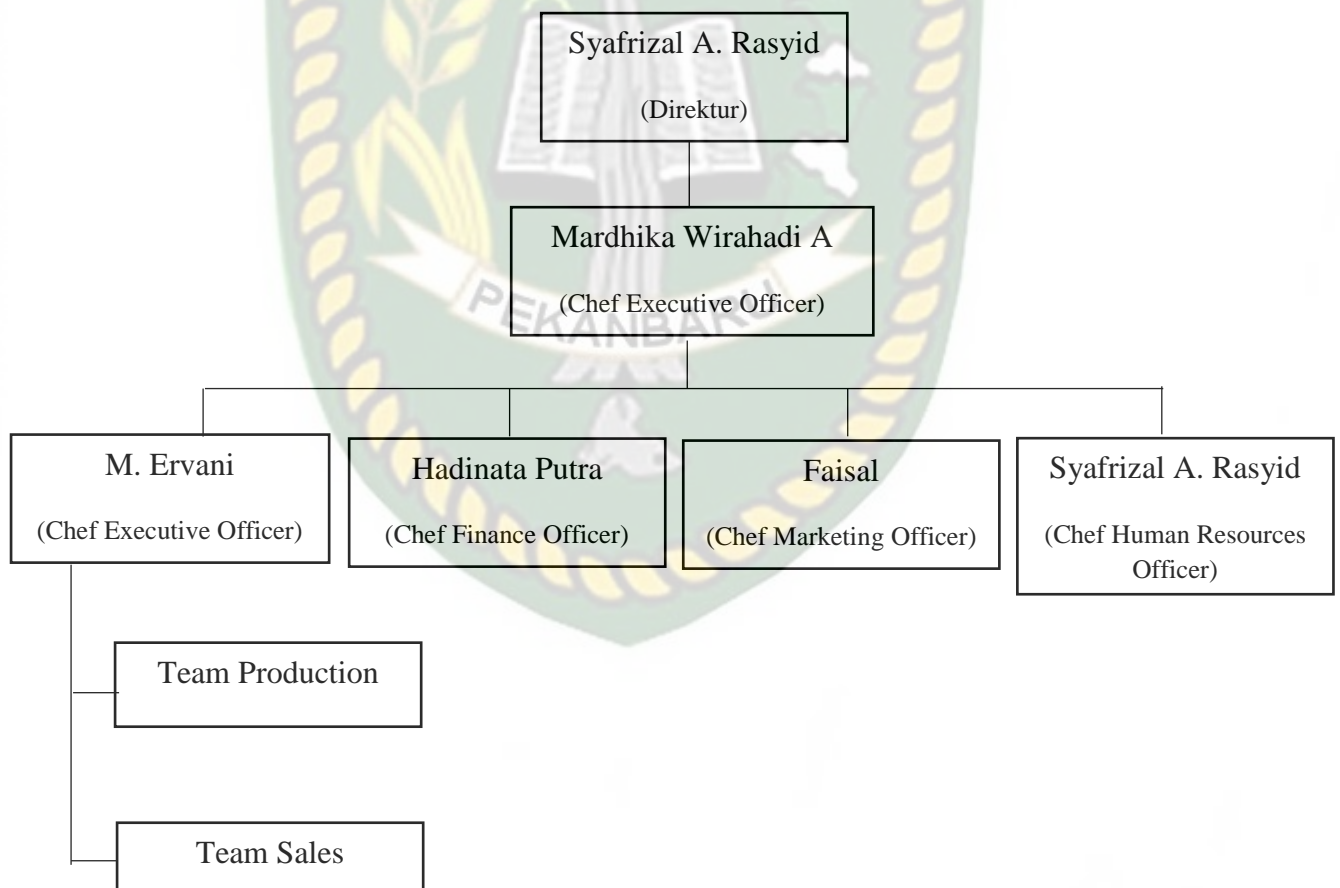 Syafrizal A. Rasyid
(Direktur)
Mardhika Wirahadi A
(Chef Executive Officer)
PEKANBARU
M. Ervani
(Chef Executive Officer)
Hadinata Putra
(Chef Finance Officer)
Faisal
(Chef Marketing Officer)
Syafrizal A. Rasyid
(Chef Human Resources
Officer)
Team Production
Team Sales